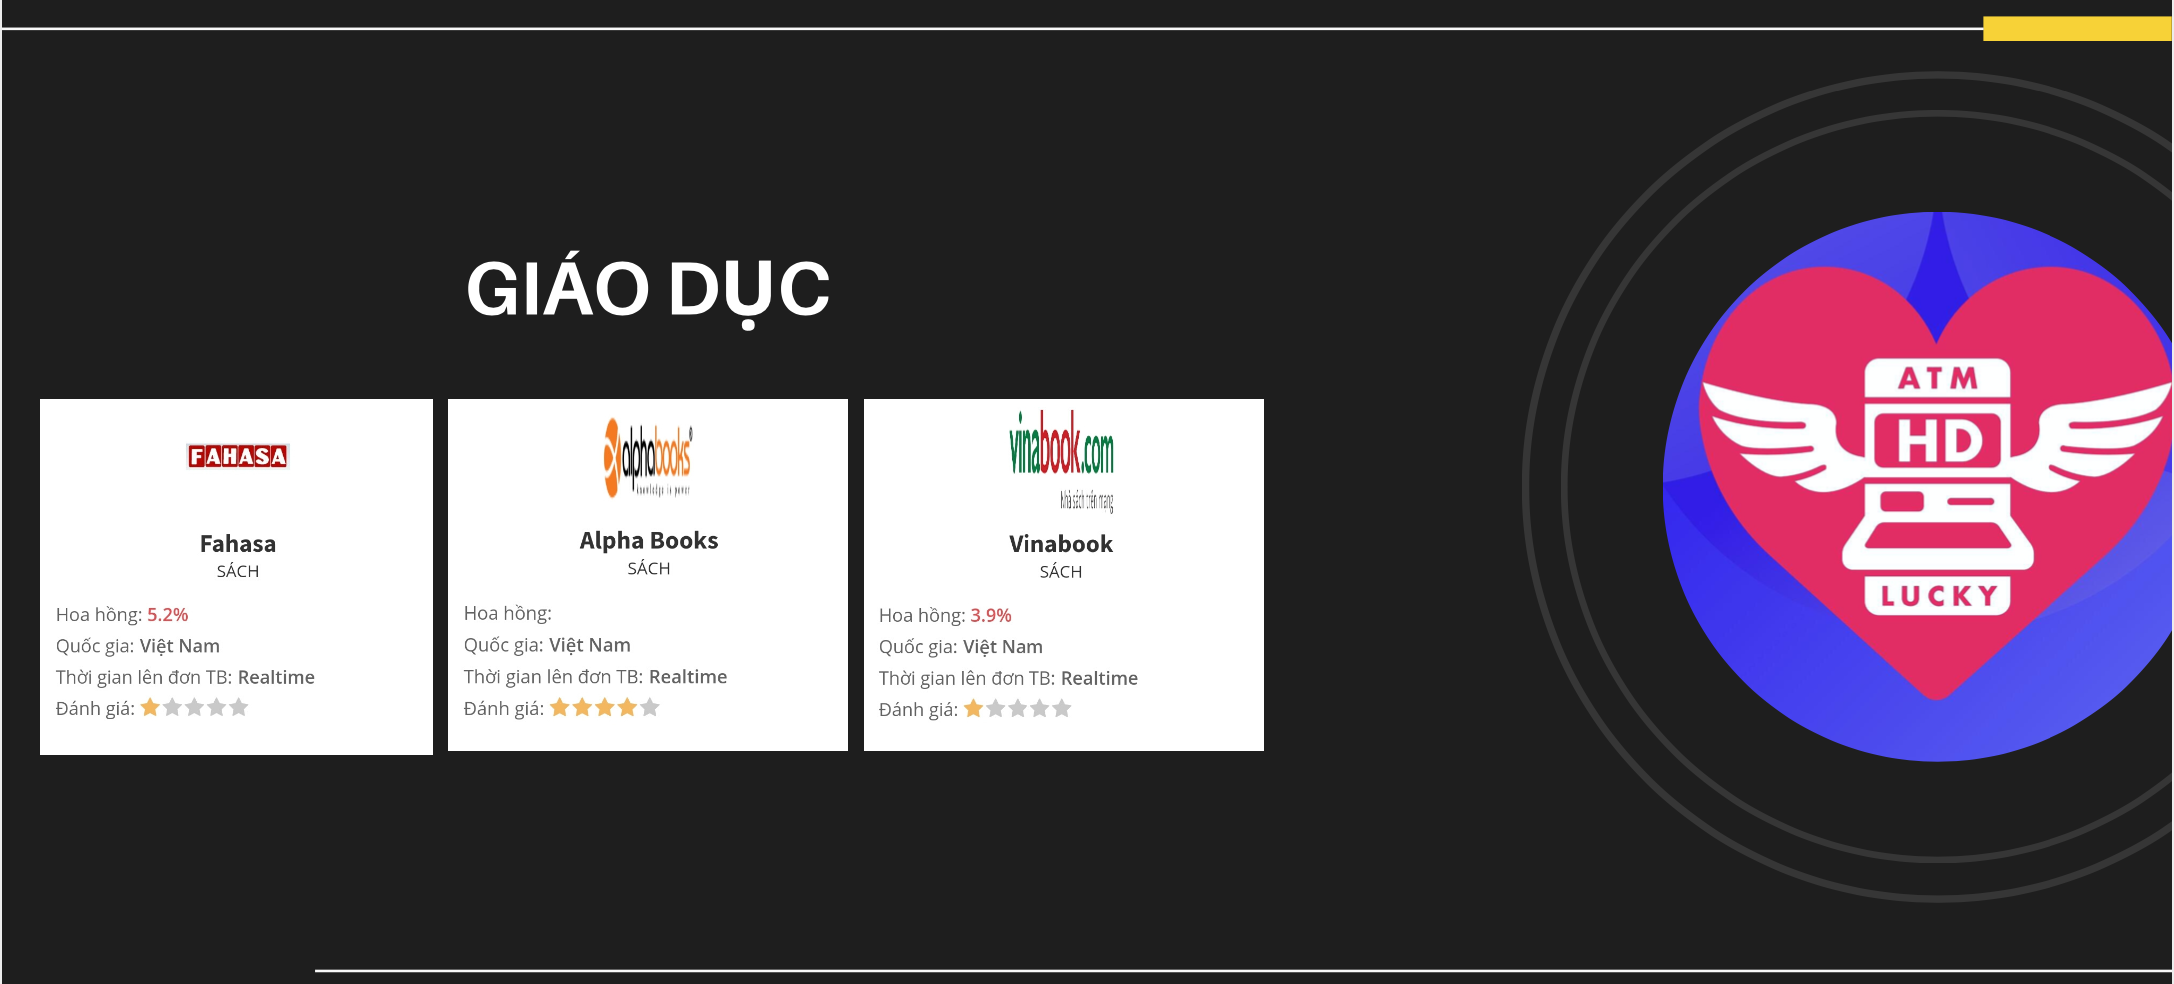 GIÁO DỤC
FAHASA
Fahasa
SÁCH
Hoa hồng: 5.2%
Quốc gia: Việt Nam
Thời gian lên đơn TB: Realtime
Đánh giá:
alphabooks®
knowledge is power
Alpha Books
SÁCH
Hoa hồng:
Quốc gia: Việt Nam
Thời gian lên đơn TB: Realtime
Đánh giá:
vinabook.com
Nhà sách trên mạng
Vinabook
SÁCH
Hoa hồng: 3.9%
Quốc gia: Việt Nam
Thời gian lên đơn TB: Realtime
Đánh giá:
ATM
HD
LUCKY